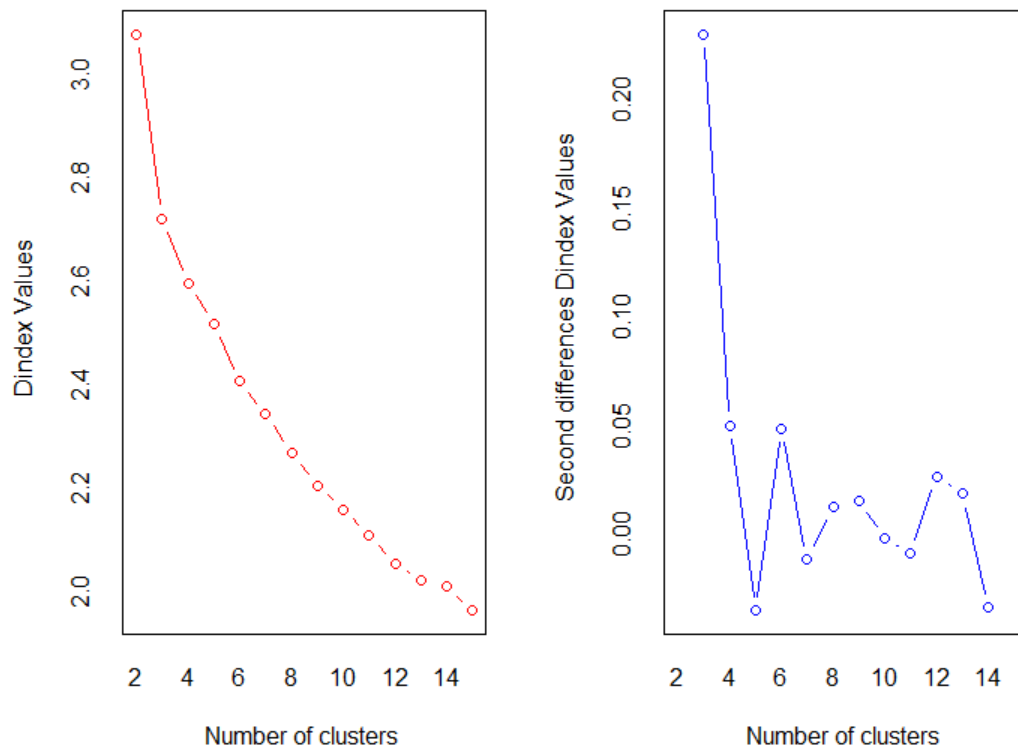 Dindex Values
3.0
2.8
2.6
2.4
2.2
2.0
2 4 6 8 10 12 14
Number of clusters
Second differences Dindex Values
0.20
0.15
0.10
0.05
0.00
2 4 6 8 10 12 14
Number of clusters